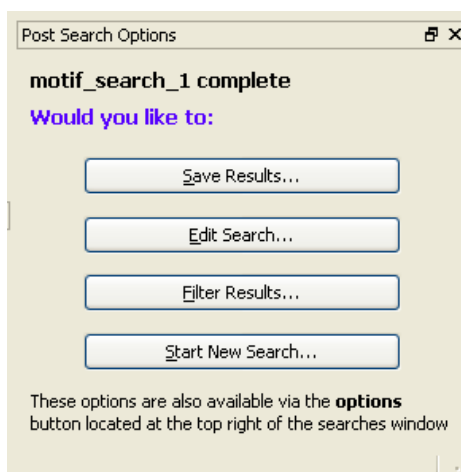 Post Search Options
motif_search_1 complete
Would you like to:
Save Results...
Edit Search...
Filter Results...
Start New Search...
These options are also available via the options
button located at the top right of the searches window